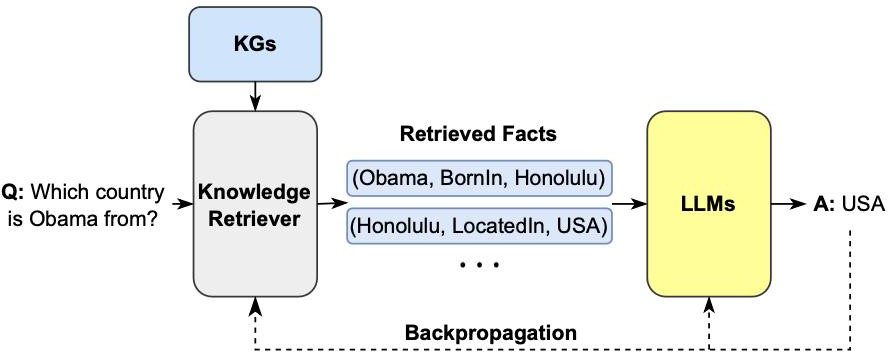 KGs
Retrieved Facts
Q: Which country
is Obama from?
Knowledge
Retriever
(Obama, BornIn, Honolulu)
(Honolulu, LocatedIn, USA)
. . .
LLMs
A: USA
Backpropagation